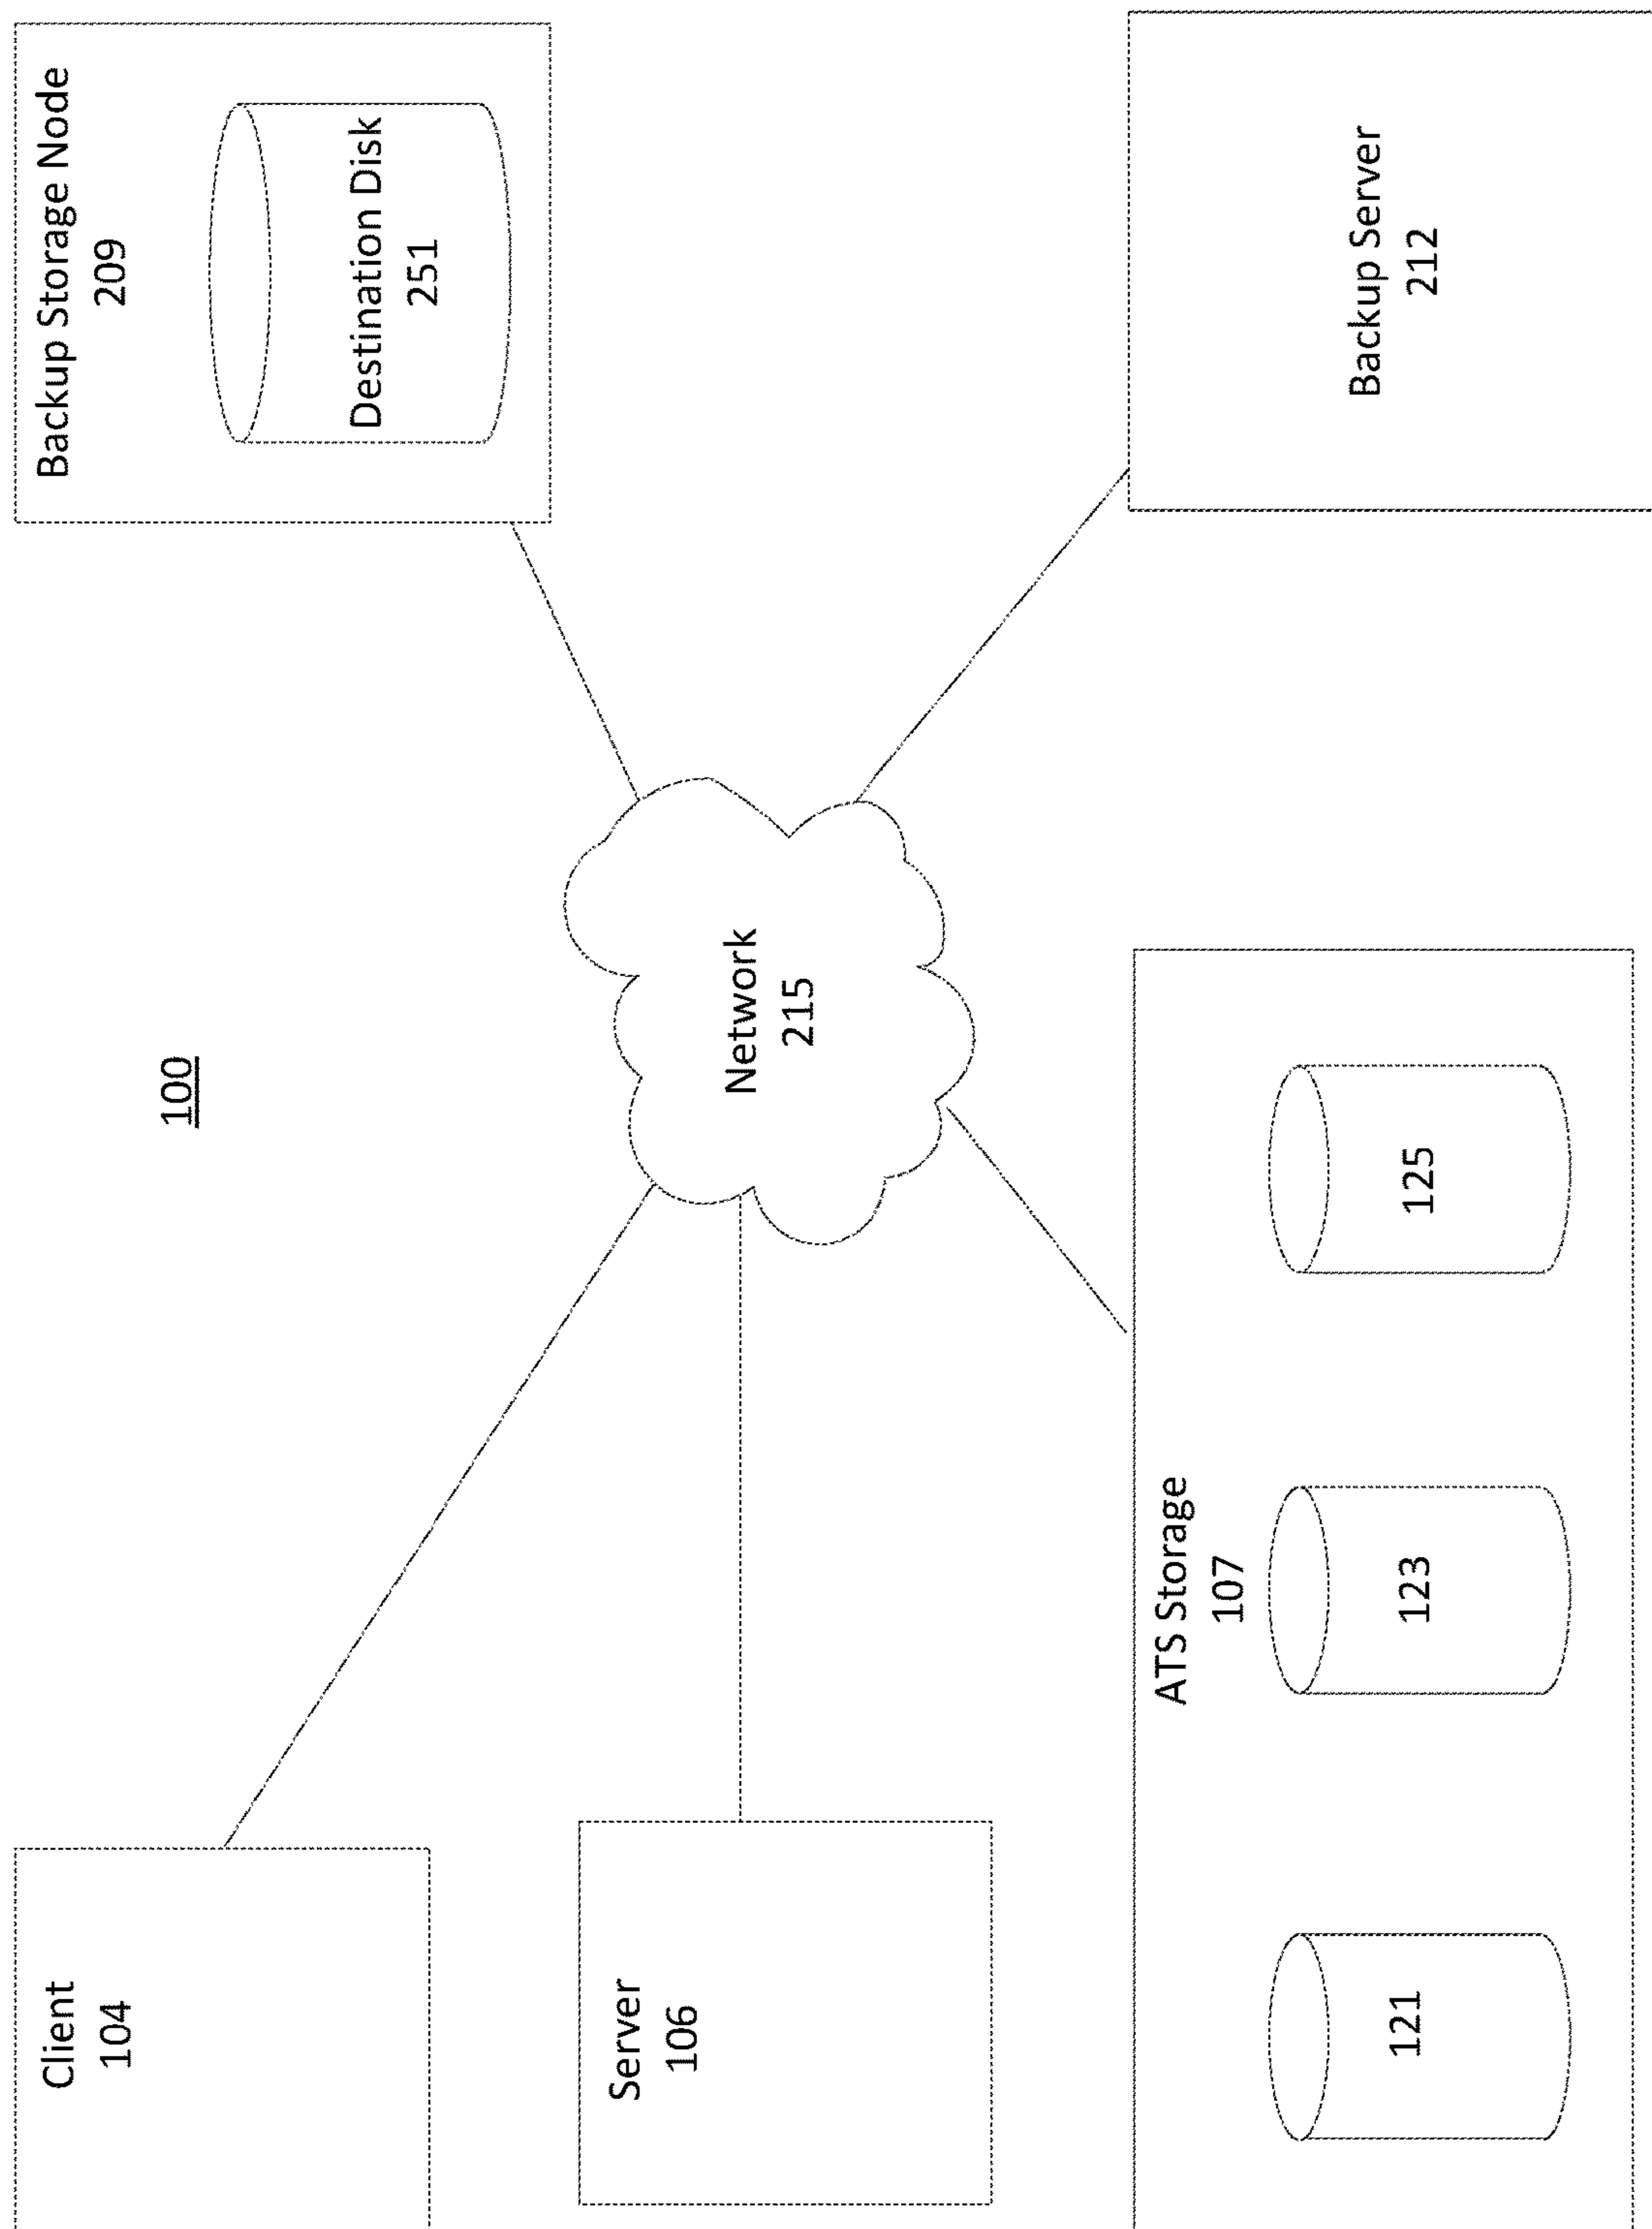 100
Client
104
Backup Storage Node
209
Destination Disk
251
Server
106
Network
215
ATS Storage
107
121
123
125
Backup Server
212